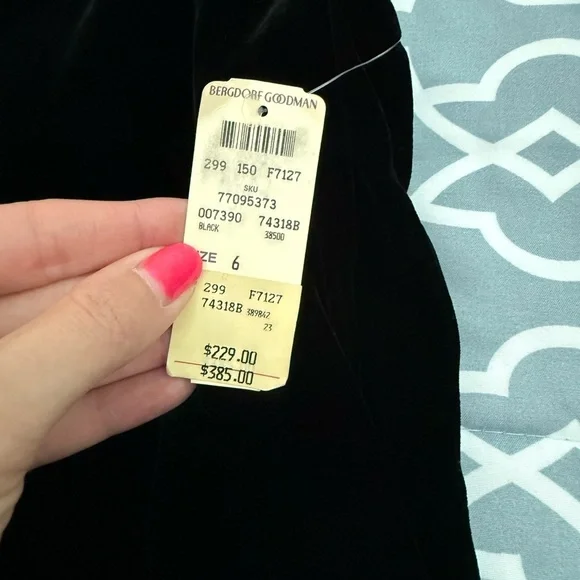 BERGDORF GOODMAN
299 150 F7127
SKU
77095373
007390 74318B
BLACK 38500
ZE 6
299 F7127
74318B 389842
23
$229.00
$385.00